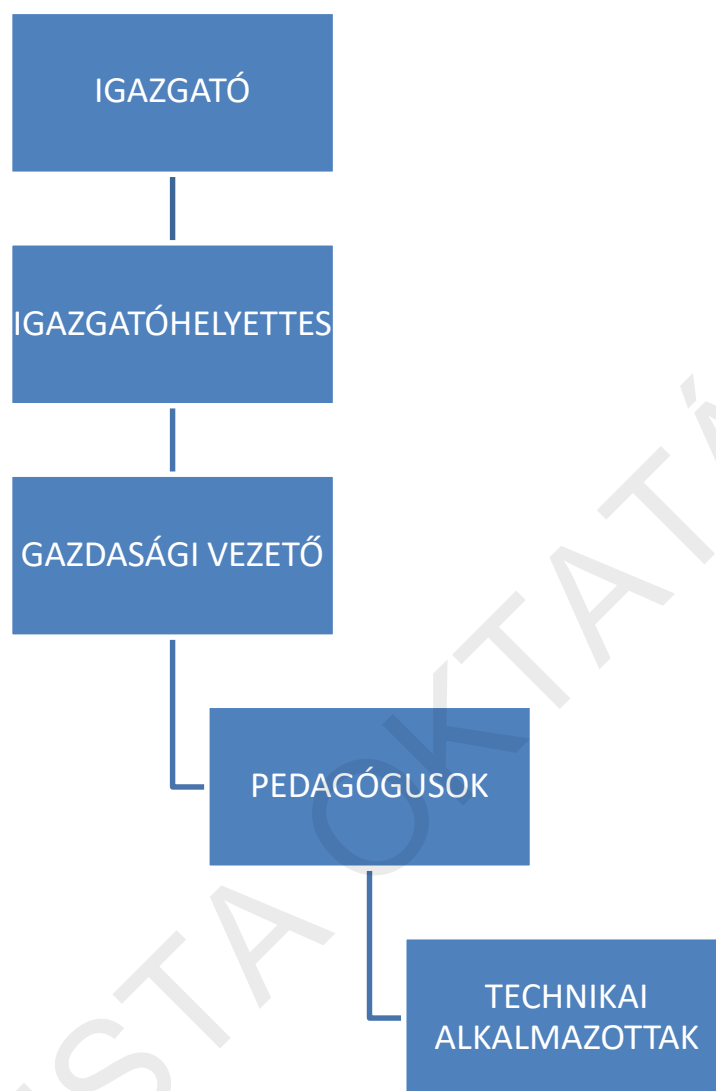 IGAZGATÓ
IGAZGATÓHELYETTES
GAZDASÁGI VEZETŐ
PEDAGÓGUSOK
TECHNIKAI
ALKALMAZOTTAK